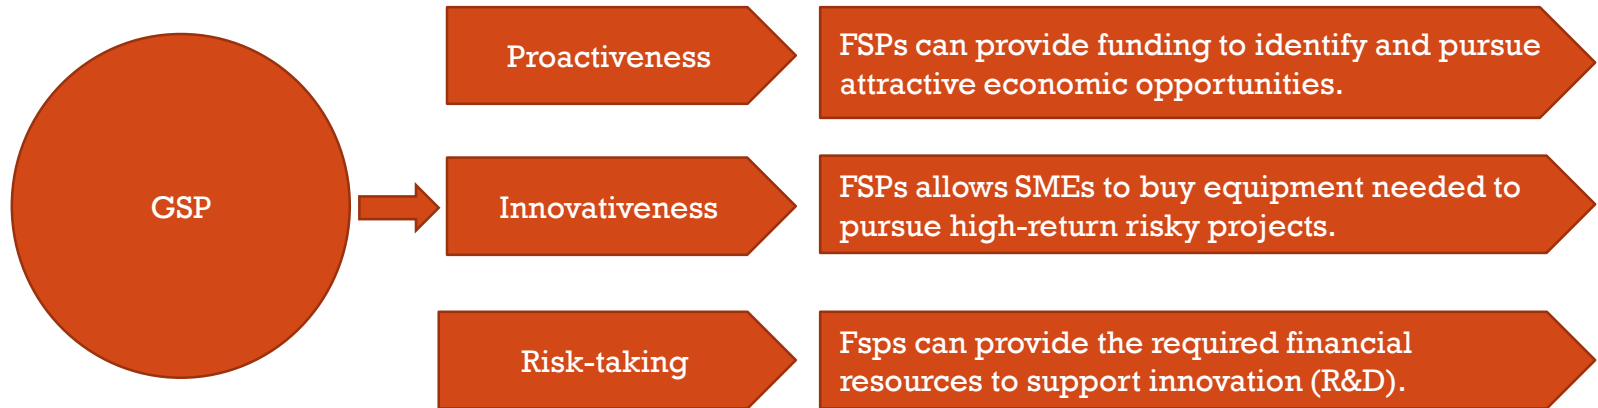 GSP
Proactiveness
FSPs can provide funding to identify and pursue
attractive economic opportunities.
Innovativeness
FSPs allows SMEs to buy equipment needed to
pursue high-return risky projects.
Risk-taking
Fsps can provide the required financial
resources to support innovation (R&D).